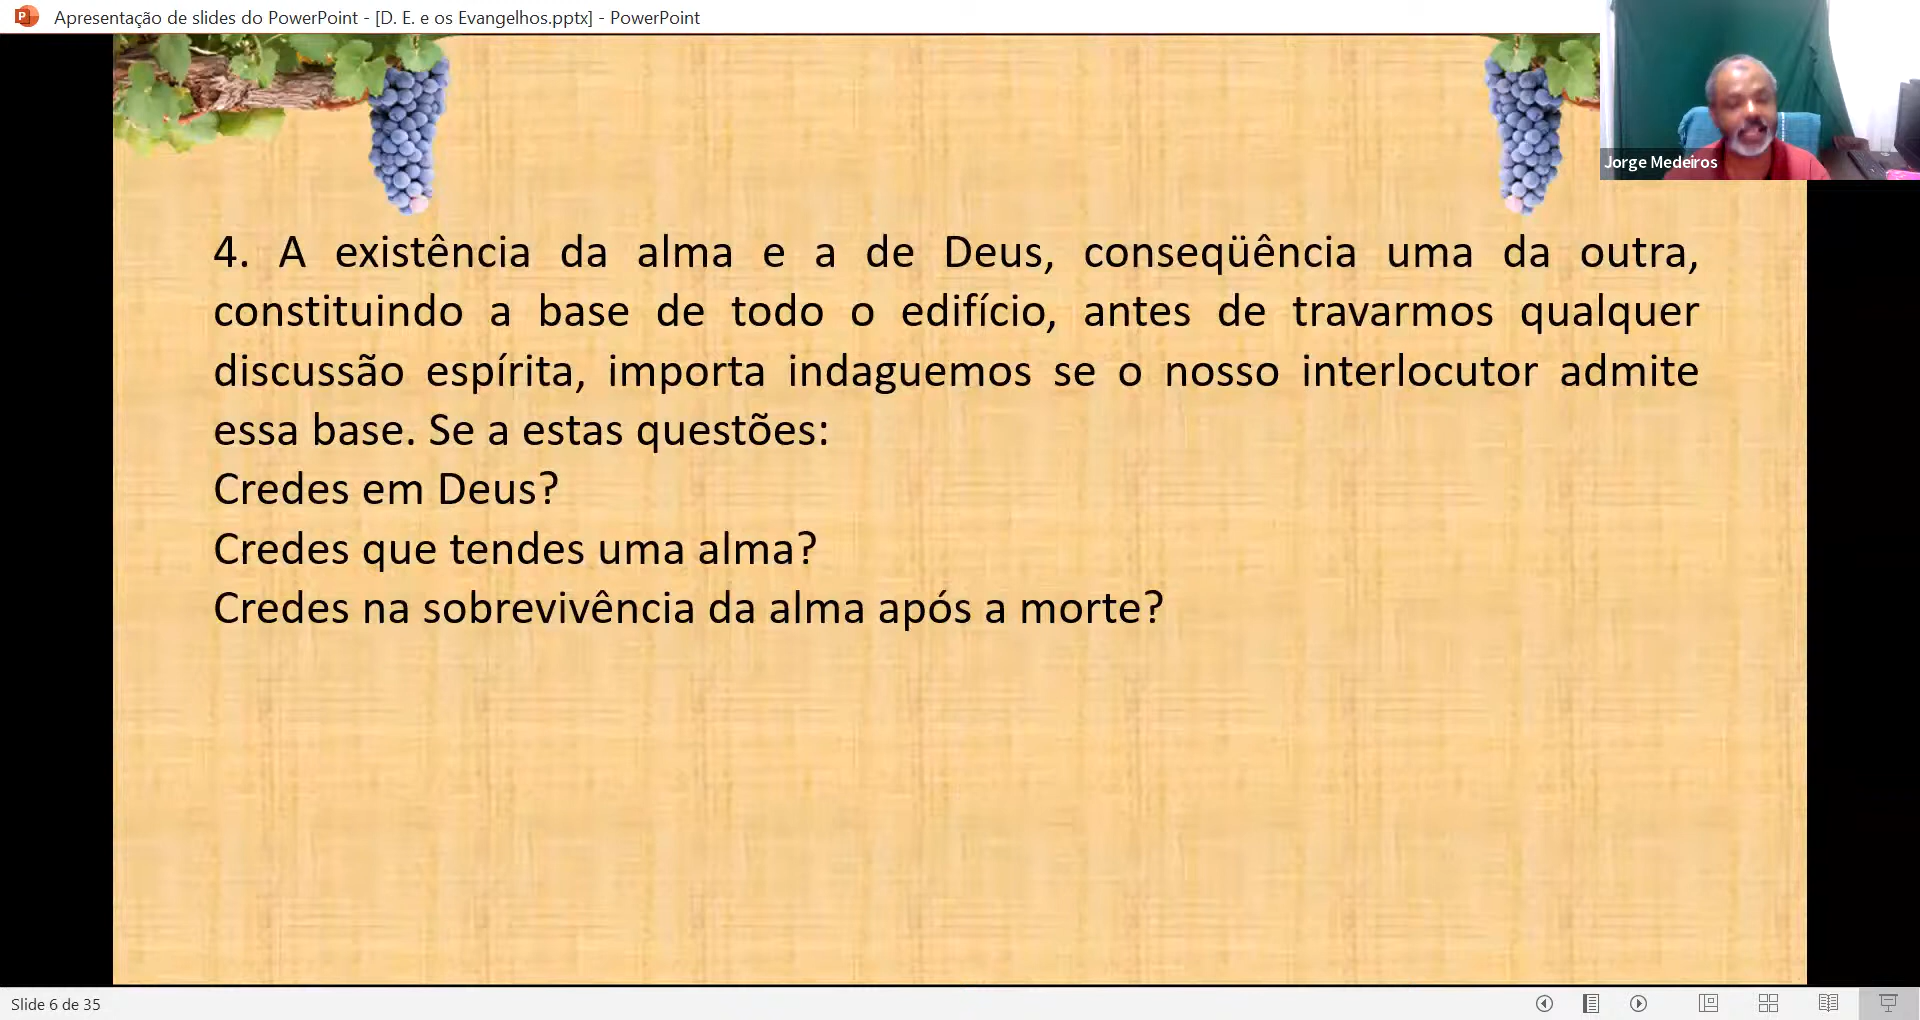 Apresentação de slides do PowerPoint - [D. E. e os Evangelhos.pptx] - PowerPoint
Jorge Medeiros
4. A existência da alma e a de Deus, conseqüência uma da outra,
constituindo a base de todo o edifício, antes de travarmos qualquer
discussão espírita, importa indaguemos se o nosso interlocutor admite
essa base. Se a estas questões:
Credes em Deus?
Credes que tendes uma alma?
Credes na sobrevivência da alma após a morte?
Slide 6 de 35